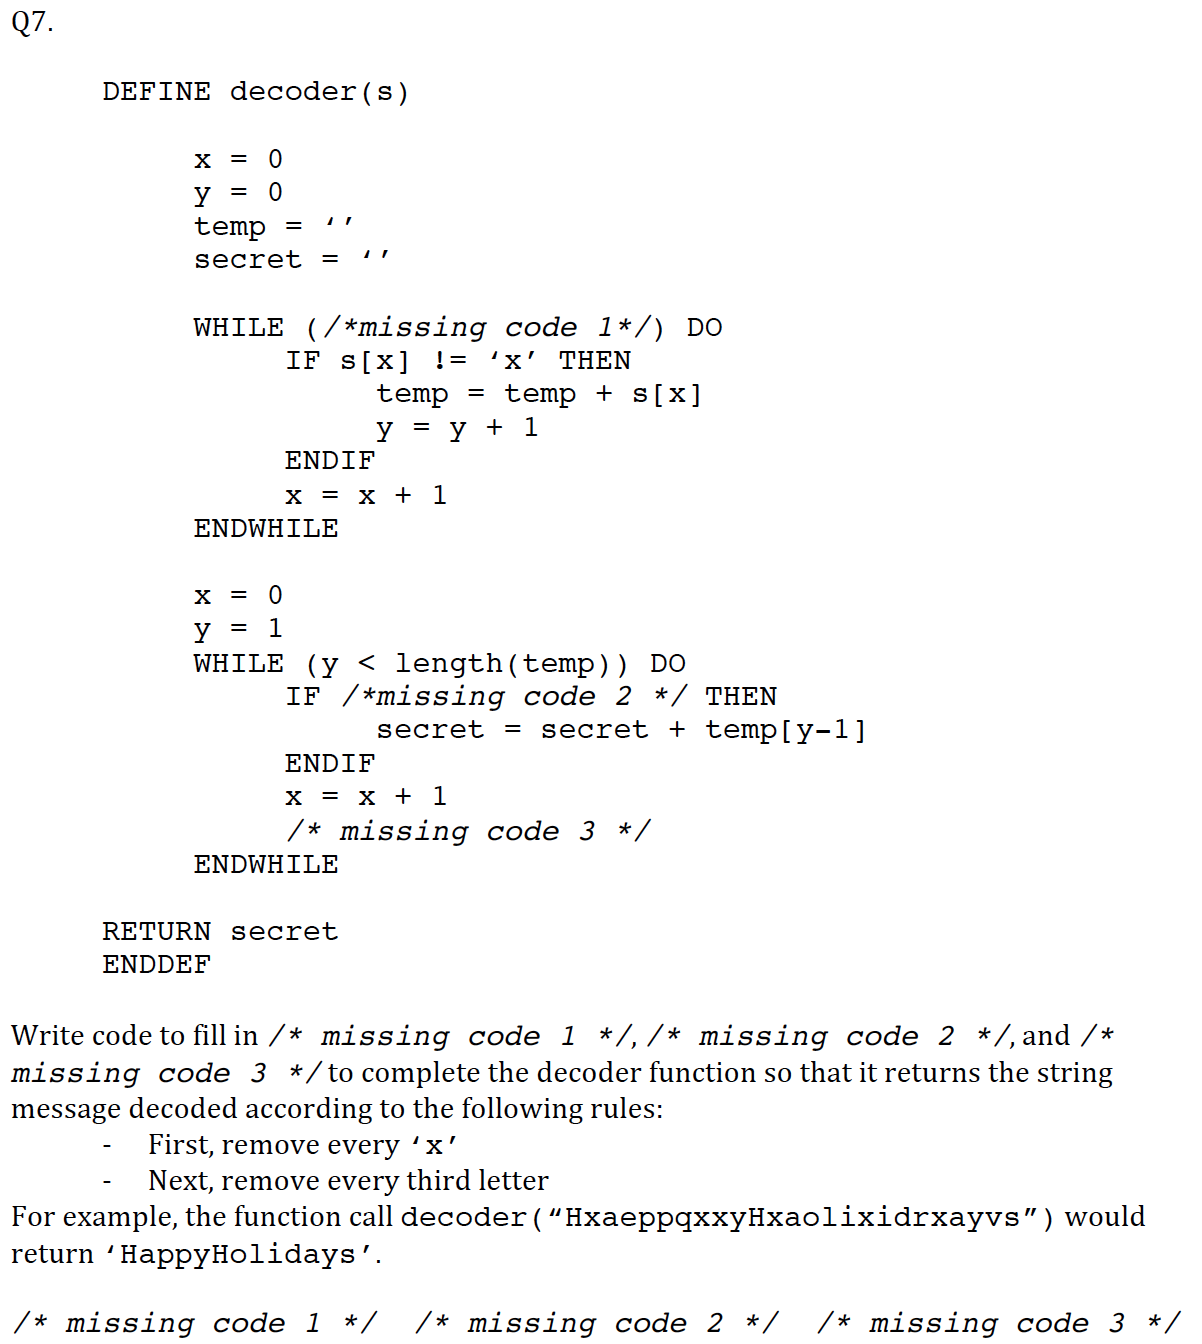 Q7.
DEFINE decoder(s)
x = 0
y = 0
temp = ‘’
secret = ‘’
WHILE (/*missing code 1*/) DO
IF s[x] != ‘x’ THEN
temp = temp + s[x]
y = y + 1
ENDIF
x = x + 1
ENDWHILE
x = 0
y = 1
WHILE (y < length(temp)) DO
IF /*missing code 2 */ THEN
secret = secret + temp[y-1]
ENDIF
x = x + 1
/* missing code 3 */
ENDWHILE
RETURN secret
ENDDEF
Write code to fill in /* missing code 1 */, /* missing code 2 */, and /*
missing code 3 */ to complete the decoder function so that it returns the string
message decoded according to the following rules:
- First, remove every ‘x’
- Next, remove every third letter
For example, the function call decoder(“HxaeppqxxyHxaolixidrxayvs”) would
return ‘HappyHolidays’.
/* missing code 1 */ /* missing code 2 */ /* missing code 3 */